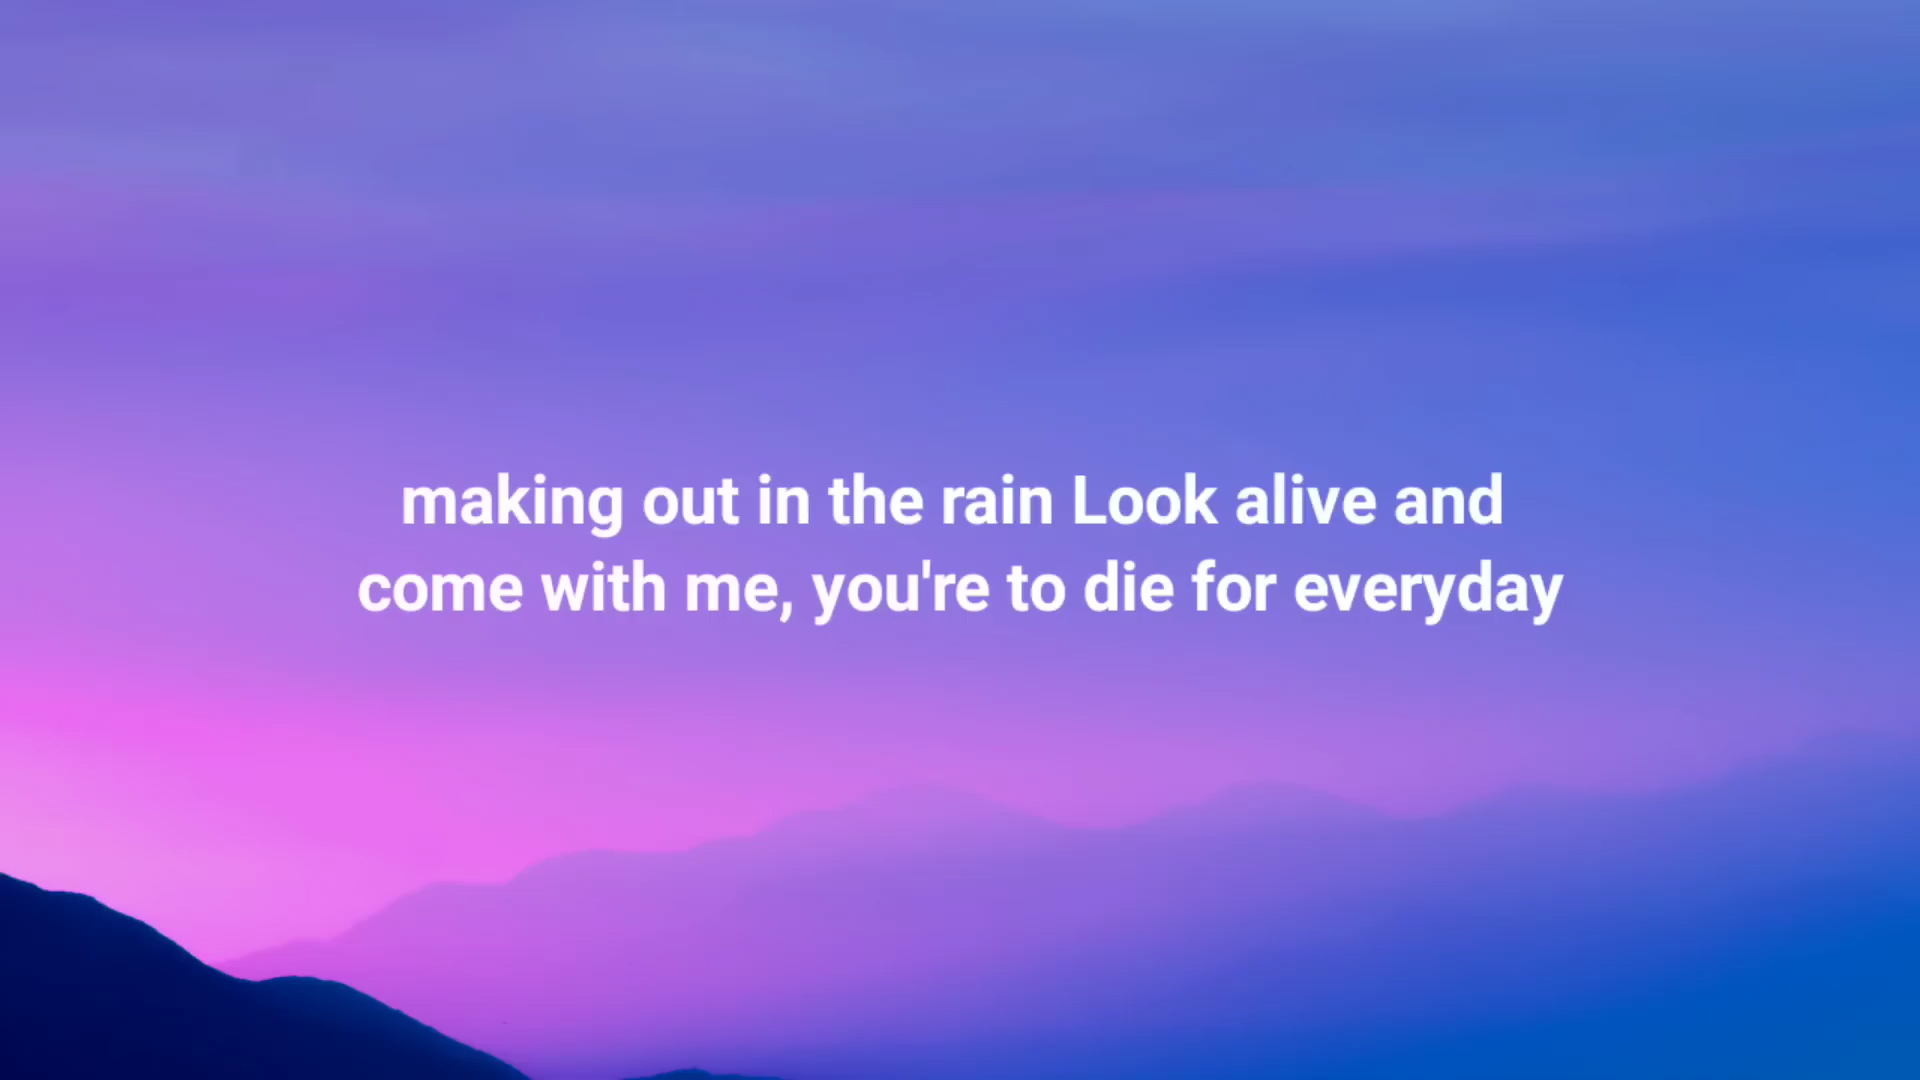 making out in the rain Look alive and
come with me, you're to die for everyday